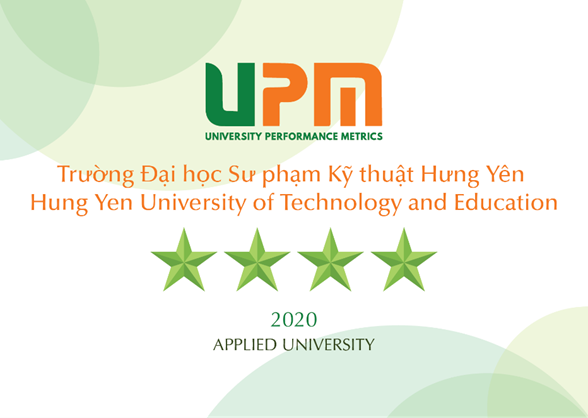 UPM
UNIVERSITY PERFORMANCE METRICS
Trường Đại học Sư phạm Kỹ thuật Hưng Yên
Hung Yen University of Technology and Education
2020
APPLIED UNIVERSITY